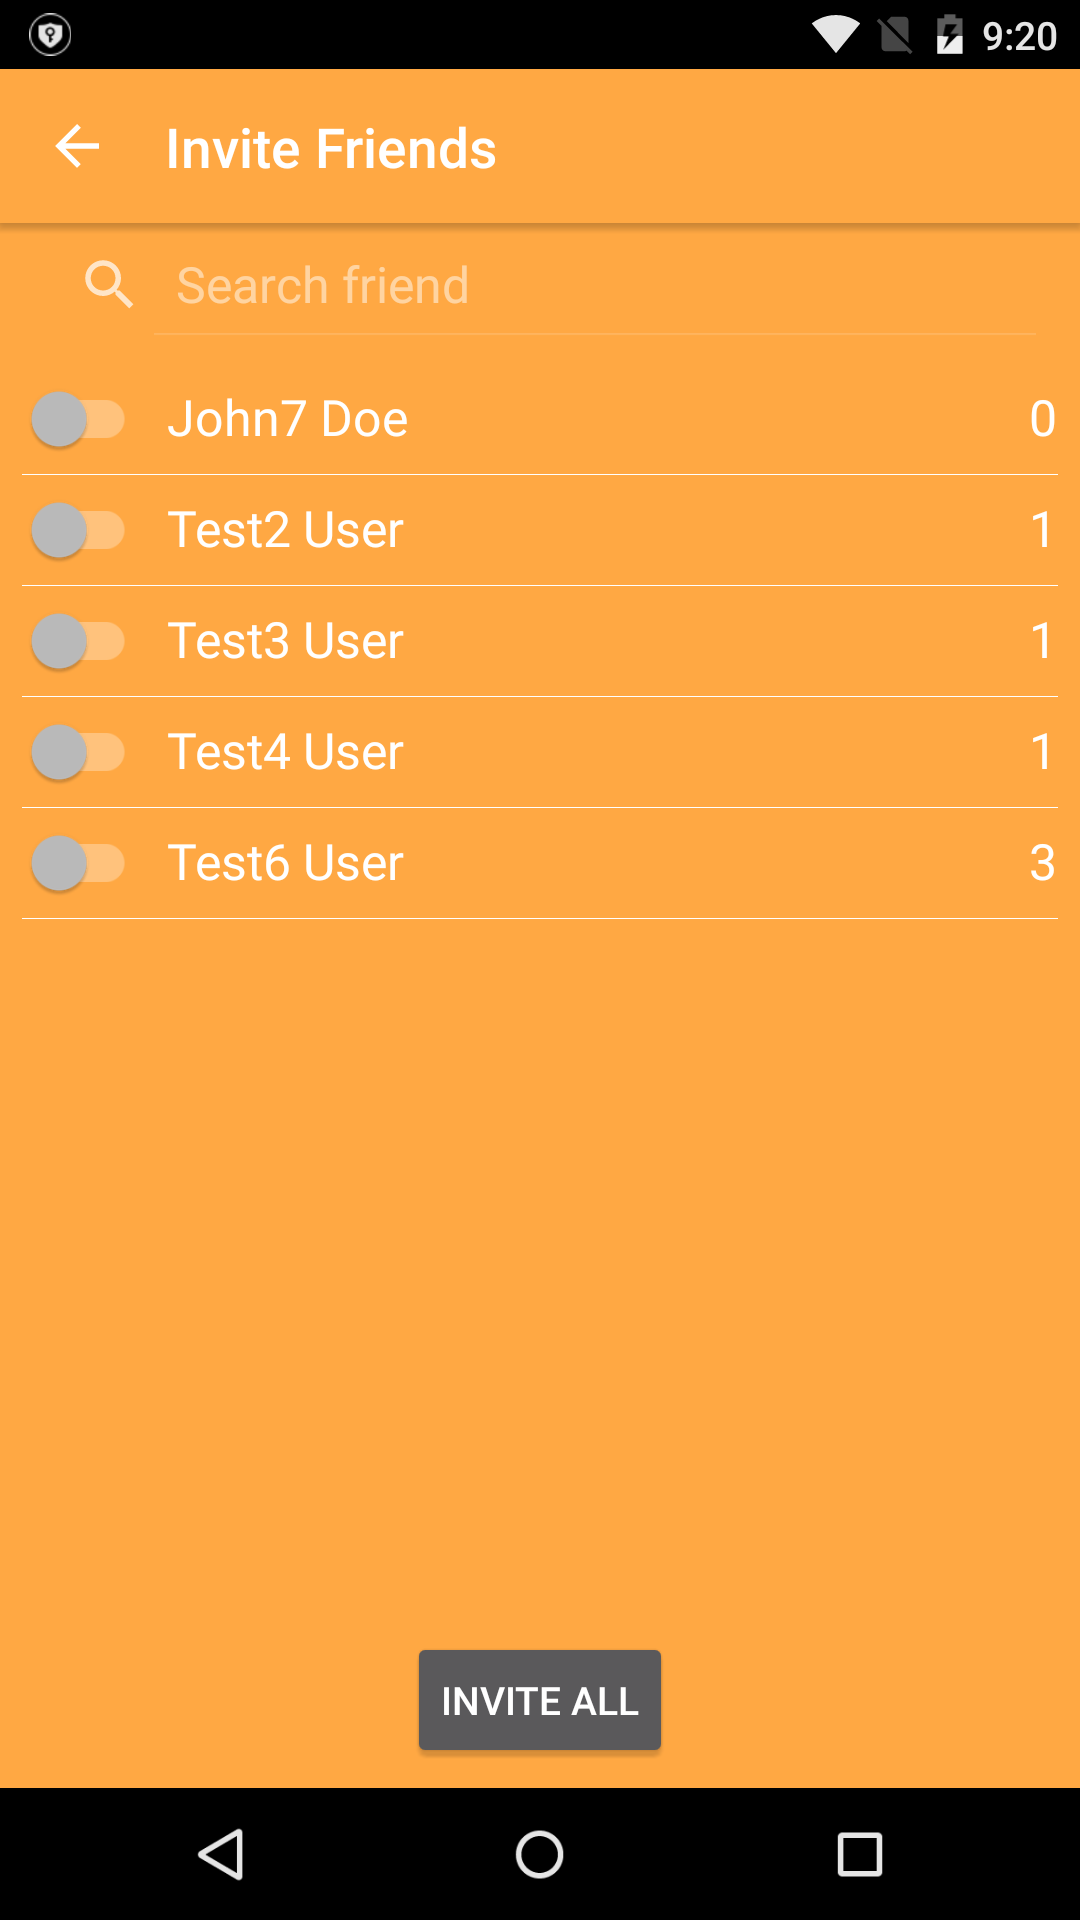 9:20
Invite Friends
Search friend
John7 Doe 0
Test2 User 1
Test3 User 1
Test4 User 1
Test6 User 3
INVITE ALL